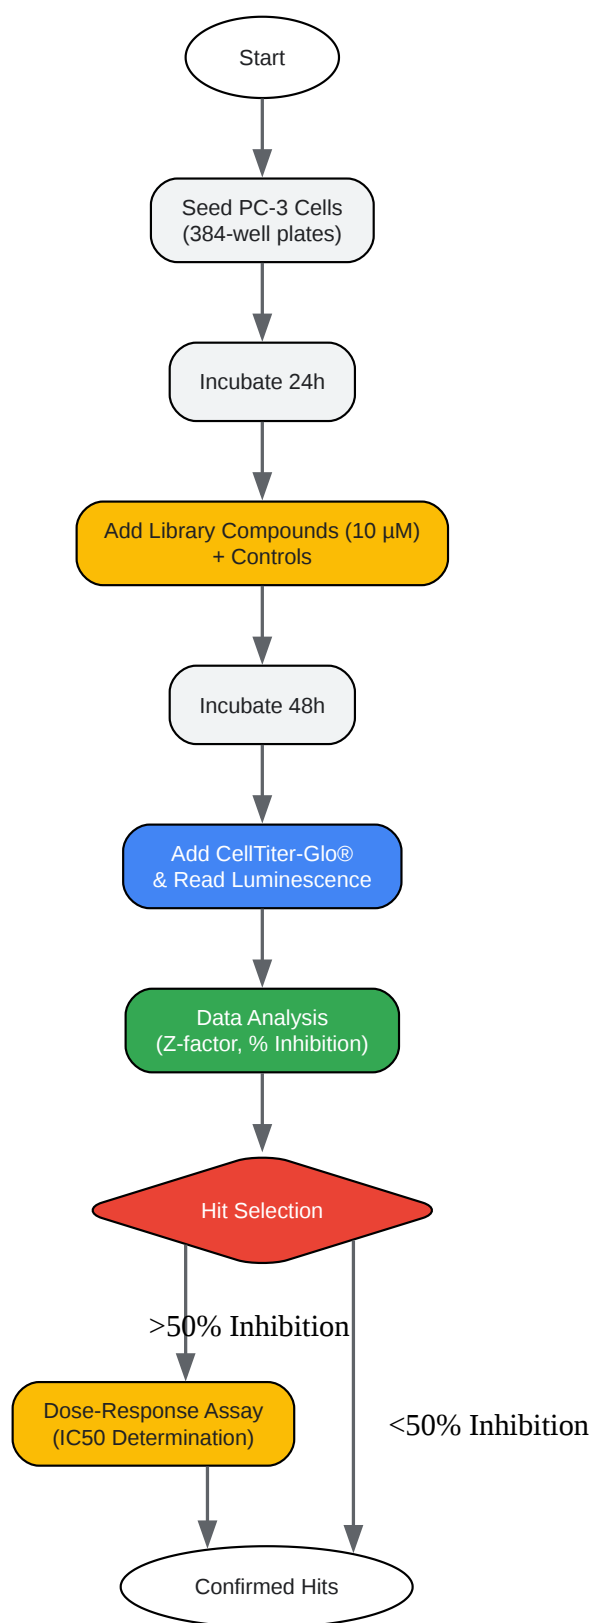 Start
Seed PC-3 Cells
(384-well plates)
Incubate 24h
Add Library Compounds (10 µM)
+ Controls
Incubate 48h
Add CellTiter-Glo®
& Read Luminescence
Data Analysis
(Z-factor, % Inhibition)
Hit Selection
>50% Inhibition
Dose-Response Assay
(IC50 Determination)
<50% Inhibition
Confirmed Hits